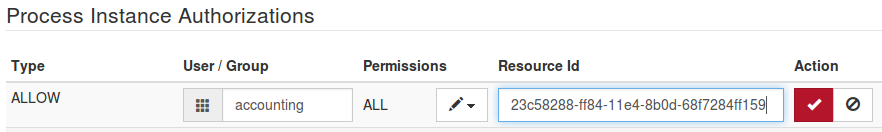 Process Instance Authorizations
Type User / Group Permissions Resource Id Action
ALLOW accounting ALL 23c58288-ff84-11e4-8b0d-68f7284ff159